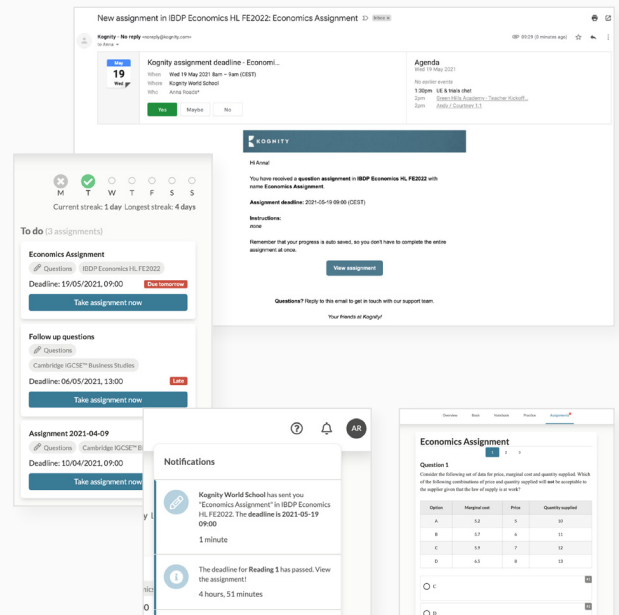 New assignment in IBDP Economics HL FE2022: Economics Assignment
Inbox x
Kognity - No reply <noreply@kognity.com>
to Anna
09:09 (0 minutes ago)
May
19
Wed
Kognity assignment deadline - Economi...
When Wed 19 May 2021 8am – 9am (CEST)
Where Kognity World School
Who Anna Roads*
Yes
Maybe
No
Agenda
Wed 19 May 2021
No earlier events
1:30pm UE & trials chat
2pm Green Hills Academy - Teacher Kickoff...
2pm Andy / Courtney 1:1
KOGNITY
Hi Anna!
You have received a question assignment in IBDP Economics HL FE2022 with
name Economics Assignment.
Assignment deadline: 2021-05-19 09:00 (CEST)
Instructions:
none
Remember that your progress is auto saved, so you don't have to complete the entire
assignment at once.
View assignment
Questions? Reply to this email to get in touch with our support team.
Your friends at Kognity!
M T W T F S S
Current streak: 1 day Longest streak: 4 days
To do (3 assignments)
Economics Assignment
Questions IBDP Economics HL FE2022
Deadline: 19/05/2021, 09:00 Due tomorrow
Take assignment now
Follow up questions
Questions
Cambridge IGCSE™ Business Studies
Deadline: 06/05/2021, 13:00 Late
Take assignment now
Assignment 2021-04-09
Questions Cambridge IGCSE™ B
Deadline: 10/04/2021, 09:00
Take assignment now
AR
Notifications
Kognity World School has sent you
"Economics Assignment" in IBDP Economics
HL FE2022. The deadline is 2021-05-19
09:00
1 minute
The deadline for Reading 1 has passed. View
the assignment!
4 hours, 51 minutes
Overview Book Notebook Practice Assignments
Economics Assignment
1 2 3
Question 1
Consider the following set of data for price, marginal cost and quantity supplied. Which
of the following combinations of price and quantity supplied will not be acceptable to
the supplier given that the law of supply is at work?
Option Marginal cost Price Quantity supplied
A 5.2 5 10
B 5.7 6 11
C 5.9 7 12
D 6.5 8 13
C
D